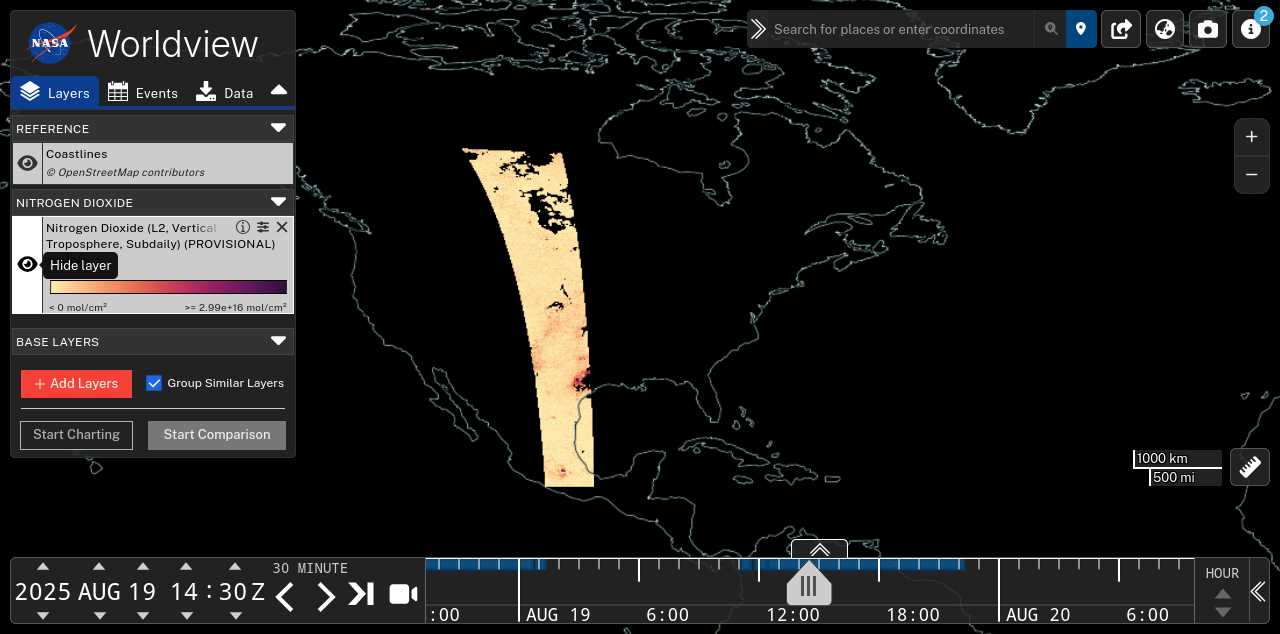 NASA Worldview
Search for places or enter coordinates
2
Layers Events Data
REFERENCE
Coastlines
© OpenStreetMap contributors
NITROGEN DIOXIDE
Nitrogen Dioxide (L2, Vertical
Troposphere, Subdaily) (PROVISIONAL)
Hide layer
< 0 mol/cm² >= 2.99e+16 mol/cm²
BASE LAYERS
+ Add Layers Group Similar Layers
Start Charting Start Comparison
+
−
1000 km
500 mi
30 MINUTE
2025 AUG 19 14 : 30 Z
:00 AUG 19 6:00 12:00 18:00 AUG 20 6:00
HOUR